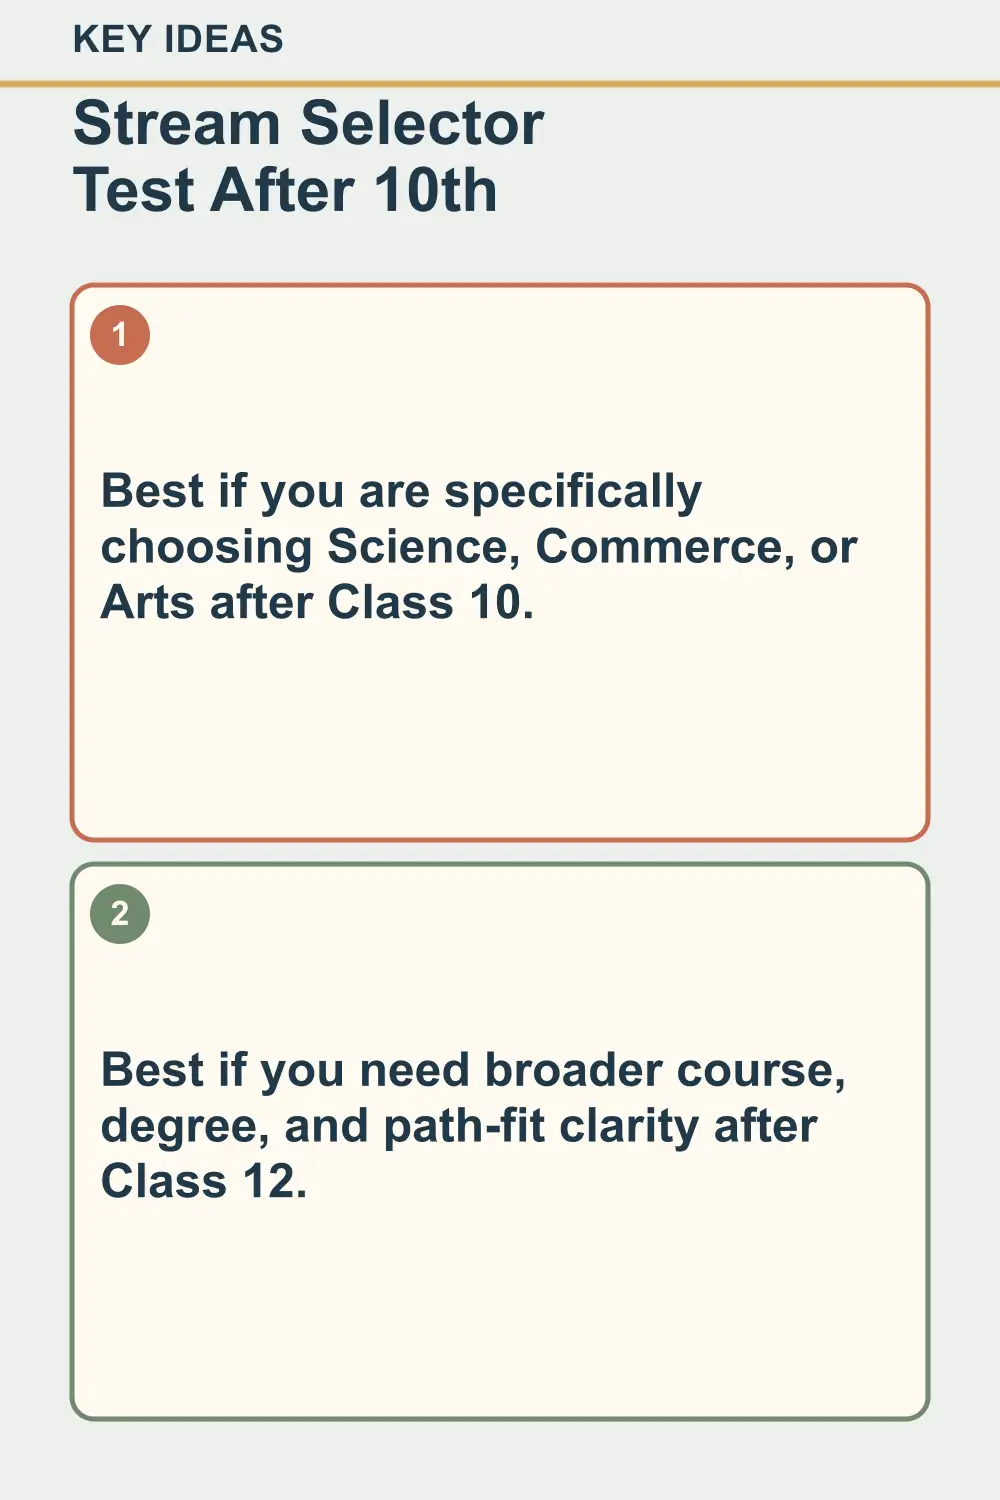 KEY IDEAS
Stream Selector
Test After 10th
1
Best if you are specifically
choosing Science, Commerce, or
Arts after Class 10.
2
Best if you need broader course,
degree, and path-fit clarity after
Class 12.